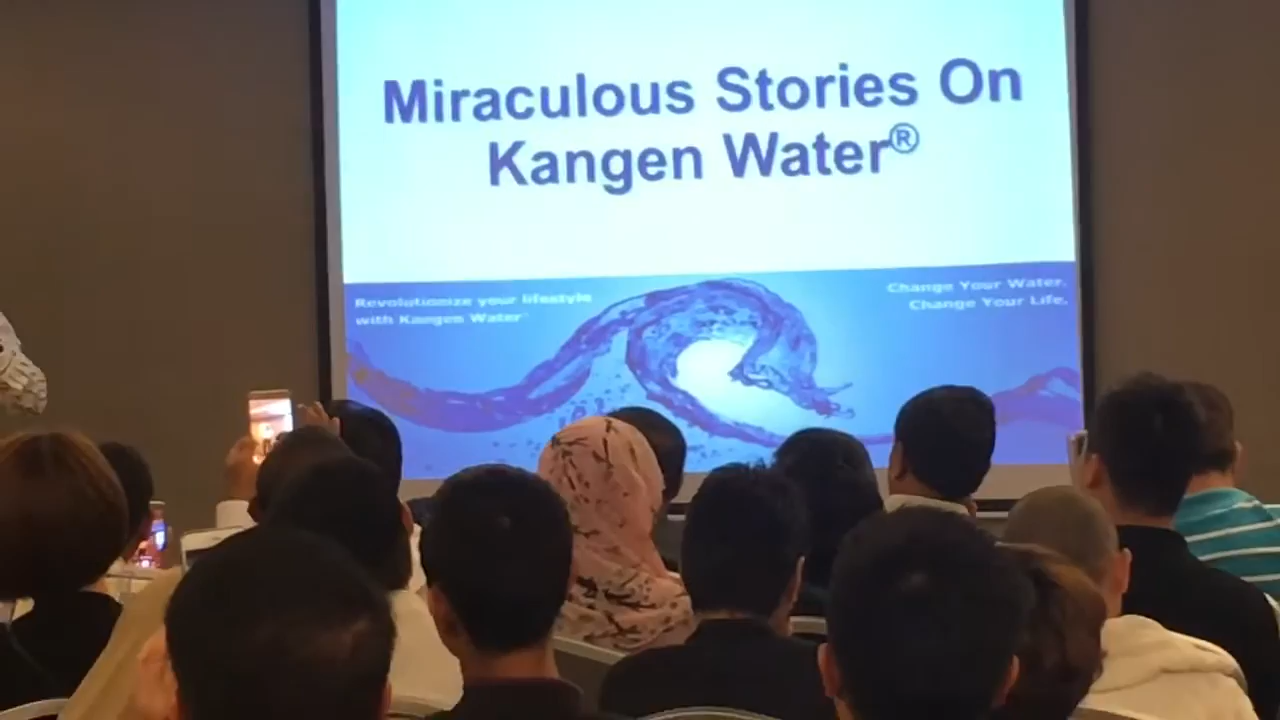 Miraculous Stories On
Kangen Water®
Revolutionize your lifestyle
with Kangen Water®
Change Your Water.
Change Your Life.